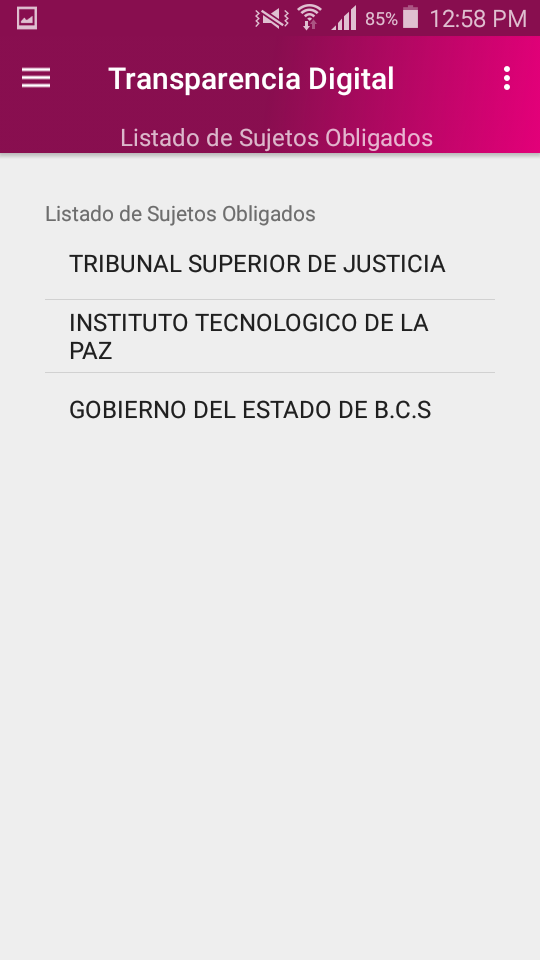 85% 12:58 PM
Transparencia Digital
Listado de Sujetos Obligados
Listado de Sujetos Obligados
TRIBUNAL SUPERIOR DE JUSTICIA
INSTITUTO TECNOLOGICO DE LA
PAZ
GOBIERNO DEL ESTADO DE B.C.S